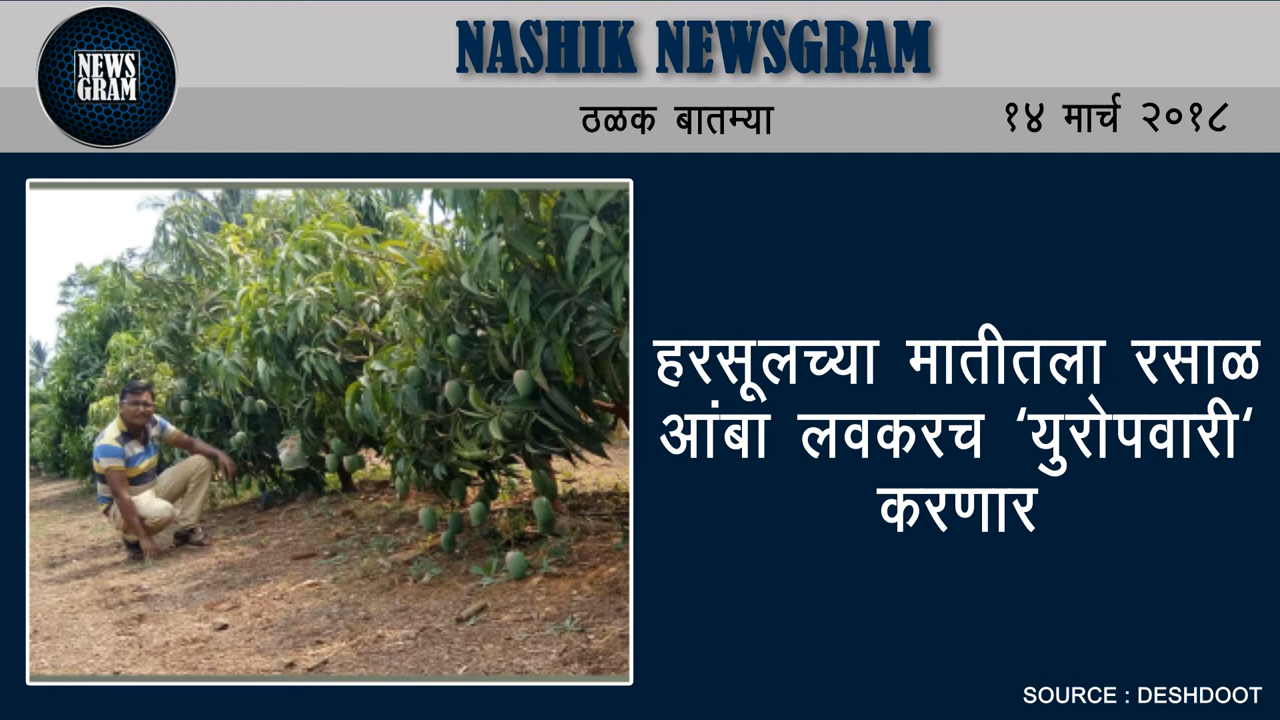 NEWS
GRAM
NASHIK NEWSGRAM
ठळक बातम्या
१४ मार्च २०१८
हरसूलच्या मातीतला रसाळ
आंबा लवकरच ‘युरोपवारी‘
करणार
SOURCE : DESHDOOT